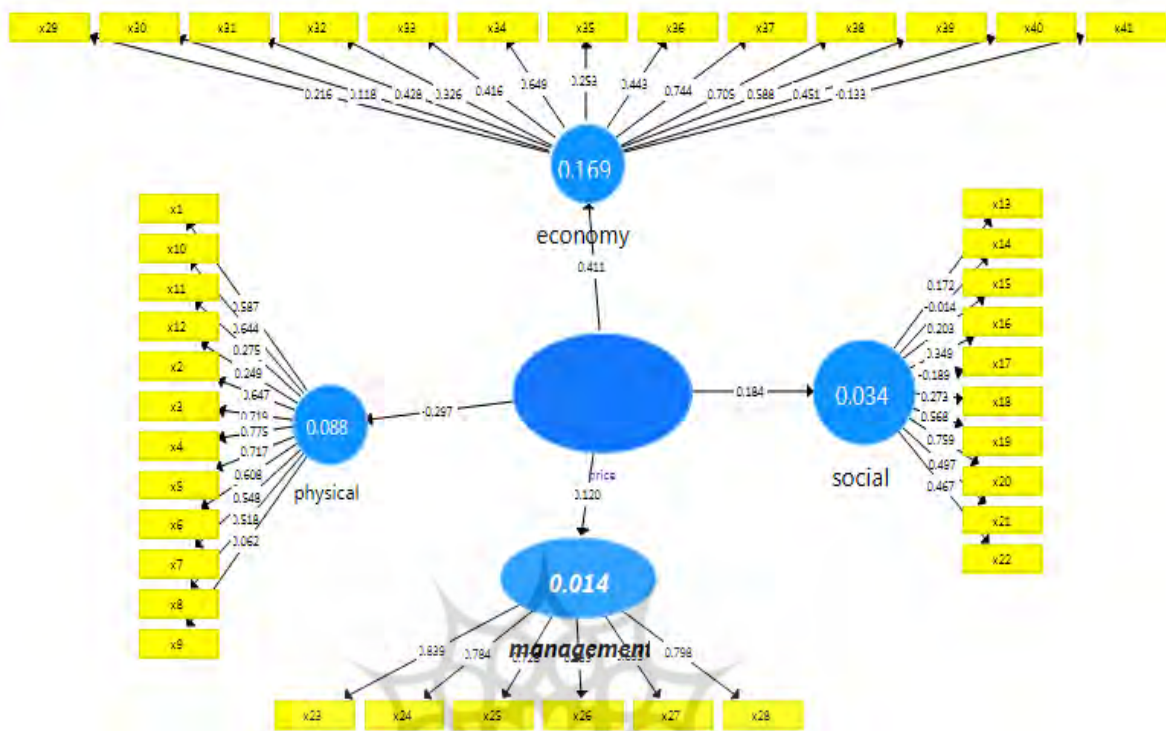 x29 x30 x31 x32 x33 x34 x35 x36 x37 x38 x39 x40 x41
0.216 0.118 0.428 0.326 0.416 0.649 0.253 0.443 0.744 0.705 0.588 0.451 -0.133
0.169
economy
0.411
x1
x10
x11
x12
x2
x3
x4
x5
x6
x7
x8
x9
0.587
0.644
0.275
0.249
0.647
0.719
0.775
0.717
0.608
0.548
0.518
0.062
0.088
physical
-0.297
0.184
0.034
social
x13
x14
x15
x16
x17
x18
x19
x20
x21
x22
0.172
-0.014
0.203
0.349
-0.189
0.273
0.568
0.759
0.497
0.467
price
0.120
0.014
management
0.839 0.784 0.798
x23 x24 x25 x26 x27 x28